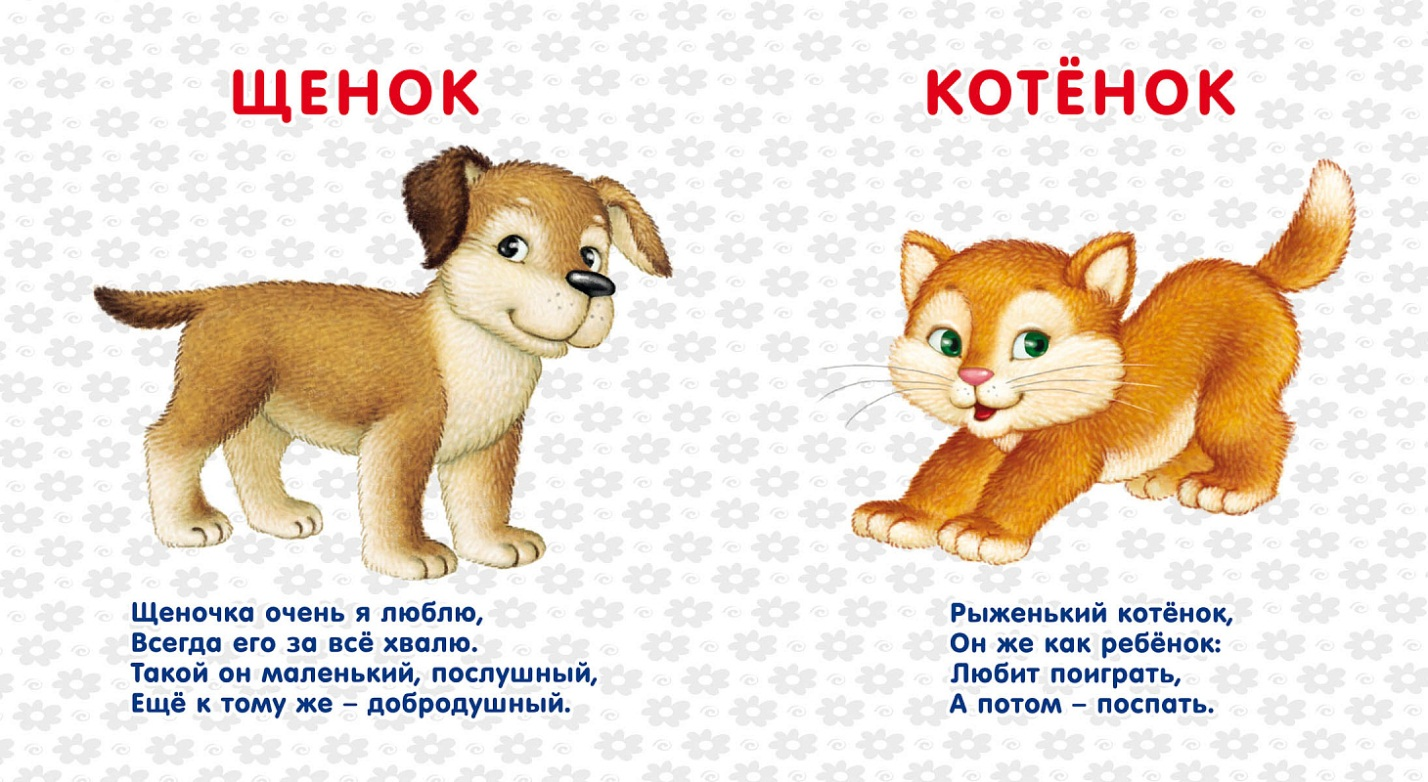 ЩЕНОК
Щеночка очень я люблю,
Всегда его за всё хвалю.
Такой он маленький, послушный,
Ещё к тому же – добродушный.
КОТЁНОК
Рыженький котёнок,
Он же как ребёнок:
Любит поиграть,
А потом – поспать.